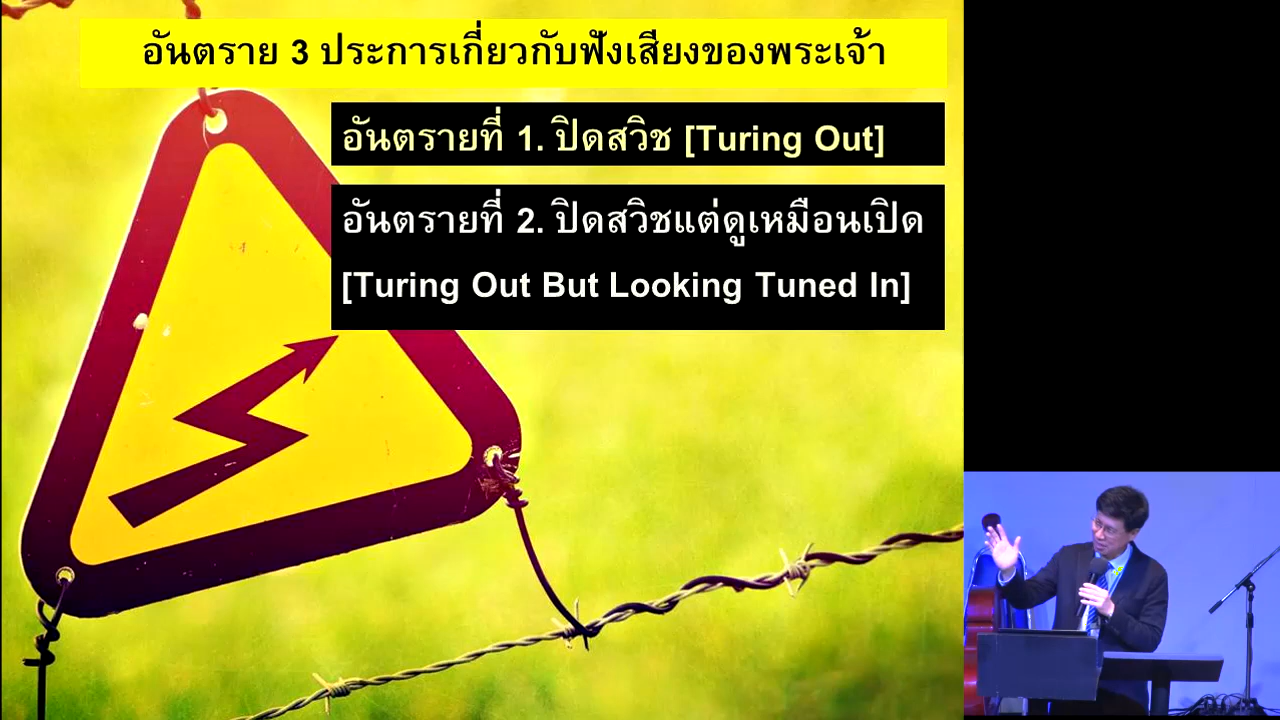 อันตราย 3 ประการเกี่ยวกับฟังเสียงของพระเจ้า
อันตรายที่ 1. ปิดสวิช [Turing Out]
อันตรายที่ 2. ปิดสวิชแต่ดูเหมือนเปิด
[Turing Out But Looking Tuned In]